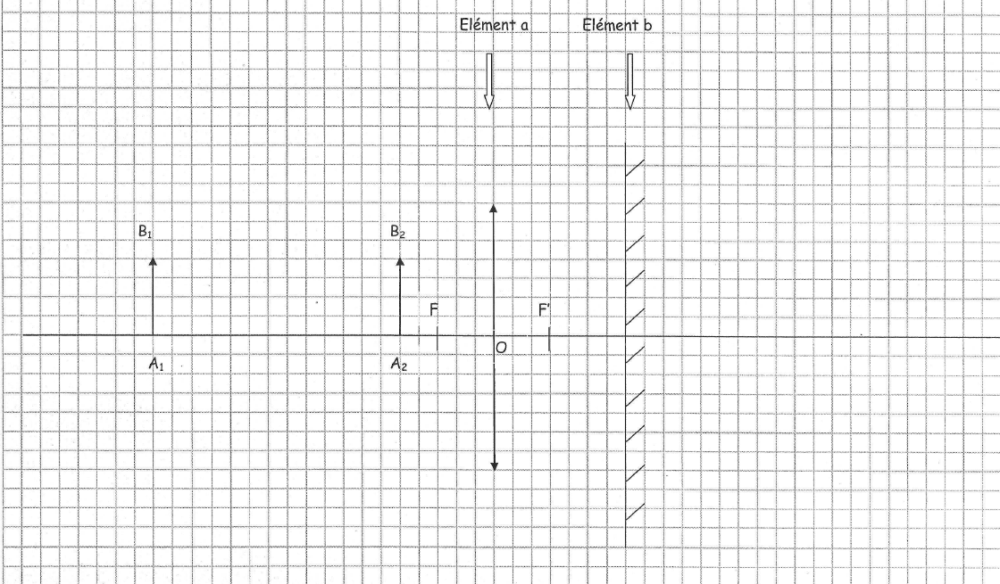 Elément a Elément b
B₁ B₂
F F'
O
A₁ A₂